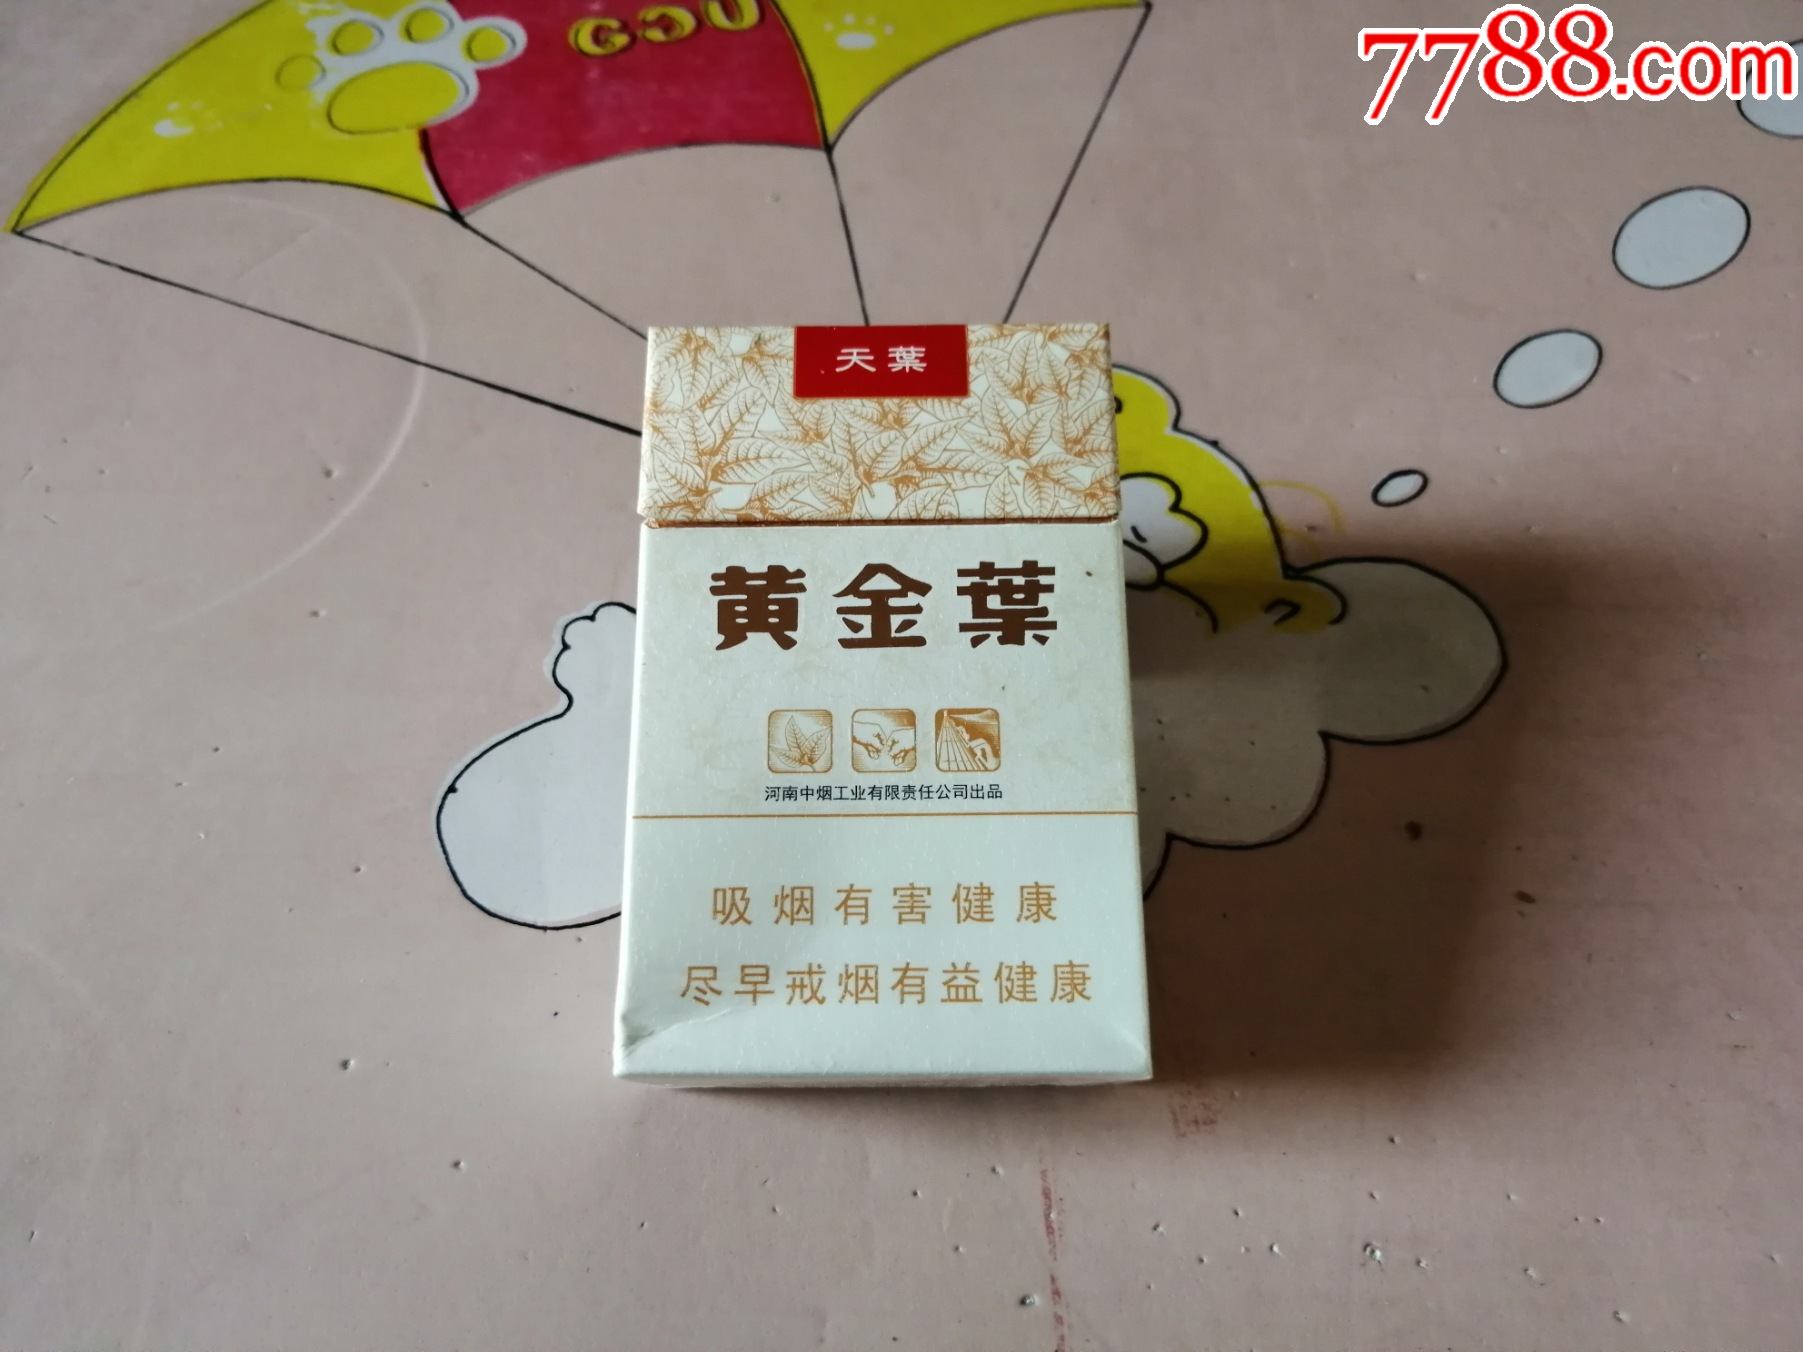 7788.com
天葉
黄金葉
河南中烟工业有限责任公司出品
吸烟有害健康
尽早戒烟有益健康